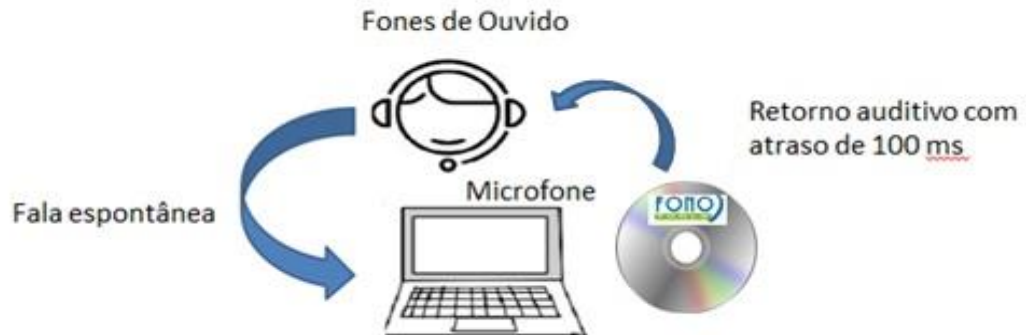 Fones de Ouvido
Retorno auditivo com
atraso de 100 ms
Microfone
Fala espontânea
FONO